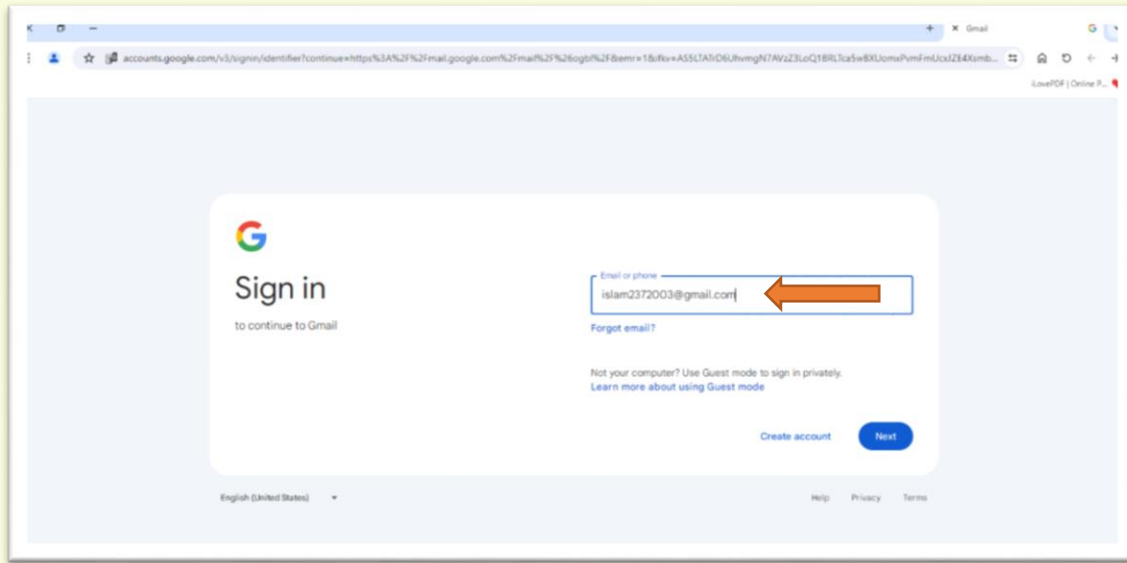 Gmail
accounts.google.com/v3/signin/identifier?continue=https%3A%2F%2Fmail.google.com%2Fmail%2F%26ogbl%2F&emr=1&ifkv=
iLovePDF | Online P...
Sign in
to continue to Gmail
Email or phone
islam2372003@gmail.com
Forgot email?
Not your computer? Use Guest mode to sign in privately.
Learn more about using Guest mode
Create account
Next
English (United States)
Help Privacy Terms